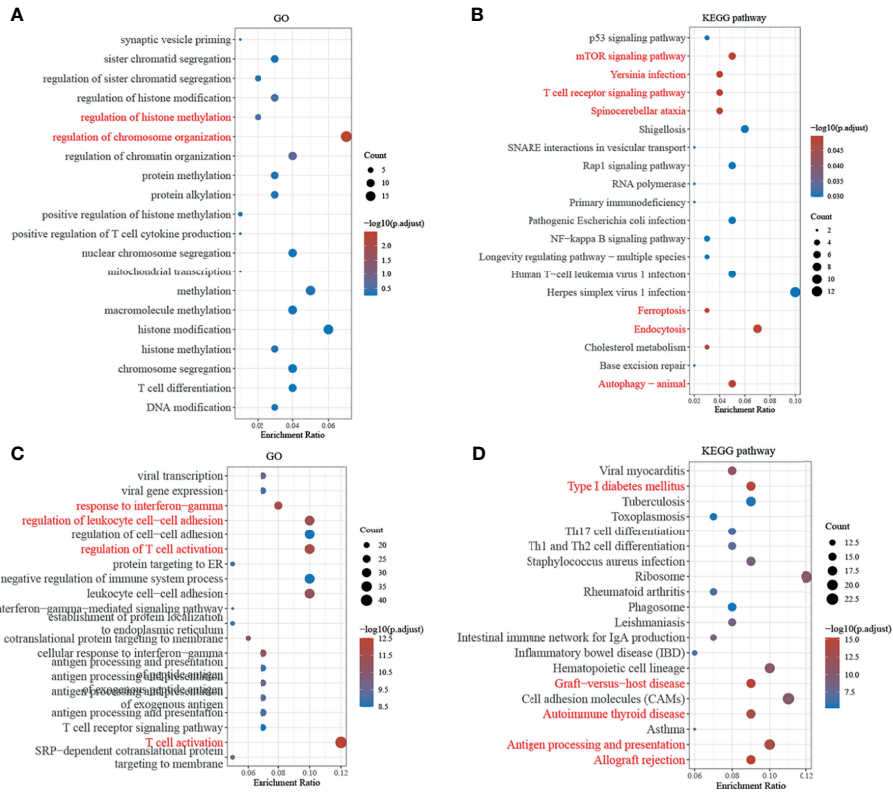 A
GO
synaptic vesicle priming
sister chromatid segregation
regulation of sister chromatid segregation
regulation of histone modification
regulation of histone methylation
regulation of chromosome organization
regulation of chromatin organization
protein methylation
protein alkylation
positive regulation of histone methylation
positive regulation of T cell cytokine production
nuclear chromosome segregation
mitochondrial transcription
methylation
macromolecule methylation
histone modification
histone methylation
chromosome segregation
T cell differentiation
DNA modification
0.02 0.04 0.06
Enrichment Ratio
Count
5
10
15
−log10(p.adjust)
2.0
1.5
1.0
0.5
B
KEGG pathway
p53 signaling pathway
mTOR signaling pathway
Yersinia infection
T cell receptor signaling pathway
Spinocerebellar ataxia
Shigellosis
SNARE interactions in vesicular transport
Rap1 signaling pathway
RNA polymerase
Primary immunodeficiency
Pathogenic Escherichia coli infection
NF−kappa B signaling pathway
Longevity regulating pathway − multiple species
Human T−cell leukemia virus 1 infection
Herpes simplex virus 1 infection
Ferroptosis
Endocytosis
Cholesterol metabolism
Base excision repair
Autophagy − animal
0.02 0.04 0.06 0.08 0.10
Enrichment Ratio
−log10(p.adjust)
0.045
0.040
0.035
0.030
Count
2
4
6
8
10
12
C
GO
viral transcription
viral gene expression
response to interferon−gamma
regulation of leukocyte cell−cell adhesion
regulation of cell−cell adhesion
regulation of T cell activation
protein targeting to ER
negative regulation of immune system process
leukocyte cell−cell adhesion
nterferon−gamma−mediated signaling pathway
establishment of protein localization
to endoplasmic reticulum
cotranslational protein targeting to membrane
cellular response to interferon−gamma
antigen processing and presentation
of peptide antigen
antigen processing and presentation
of exogenous peptide antigen
antigen processing and presentation
of exogenous antigen
antigen processing and presentation
T cell receptor signaling pathway
T cell activation
SRP−dependent cotranslational protein
targeting to membrane
0.06 0.08 0.10 0.12
Enrichment Ratio
Count
20
25
30
35
40
−log10(p.adjust)
12.5
11.5
10.5
9.5
8.5
D
KEGG pathway
Viral myocarditis
Type I diabetes mellitus
Tuberculosis
Toxoplasmosis
Th17 cell differentiation
Th1 and Th2 cell differentiation
Staphylococcus aureus infection
Ribosome
Rheumatoid arthritis
Phagosome
Leishmaniasis
Intestinal immune network for IgA production
Inflammatory bowel disease (IBD)
Hematopoietic cell lineage
Graft−versus−host disease
Cell adhesion molecules (CAMs)
Autoimmune thyroid disease
Asthma
Antigen processing and presentation
Allograft rejection
0.06 0.08 0.10 0.12
Enrichment Ratio
Count
12.5
15.0
17.5
20.0
22.5
−log10(p.adjust)
15.0
12.5
10.0
7.5